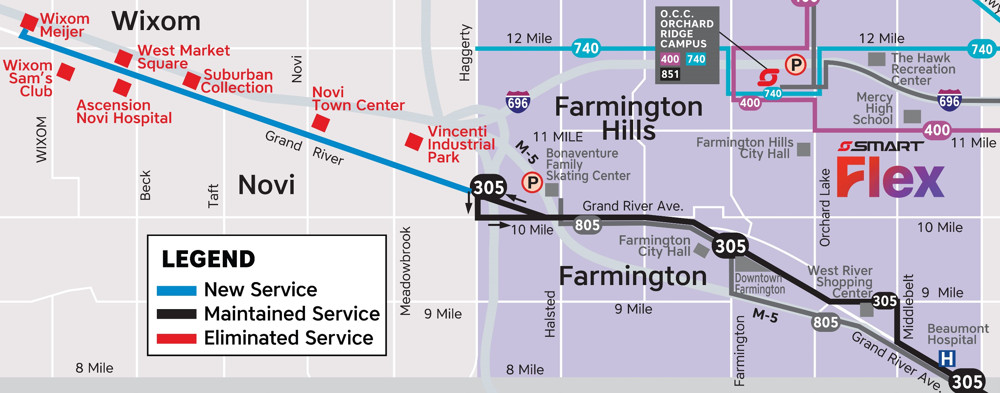 Wixom
Meijer
Wixom
West Market
Square
Wixom
Sam's
Club
Suburban
Collection
Ascension
Novi Hospital
Novi
Town Center
Vincenti
Industrial
Park
WIXOM
Beck
Taft
Novi
Novi
Grand River
Meadowbrook
Haggerty
12 Mile
740
O.C.C.
ORCHARD
RIDGE
CAMPUS
400 740
851
P
740
400
12 Mile
740
The Hawk
Recreation
Center
Mercy
High
School
696
696
400
11 Mile
Farmington
Hills
11 MILE
M-5
Bonaventure
Family
Skating Center
P
Farmington Hills
City Hall
SMART
Flex
Orchard Lake
305
Grand River Ave.
10 Mile
805
10 Mile
Farmington
City Hall
305
Farmington
Downtown
Farmington
West River
Shopping
Center
305
Middlebelt
9 Mile
9 Mile
9 Mile
Halsted
M-5
805
Farmington
Grand River Ave.
Beaumont
Hospital
H
305
8 Mile
8 Mile
LEGEND
New Service
Maintained Service
Eliminated Service